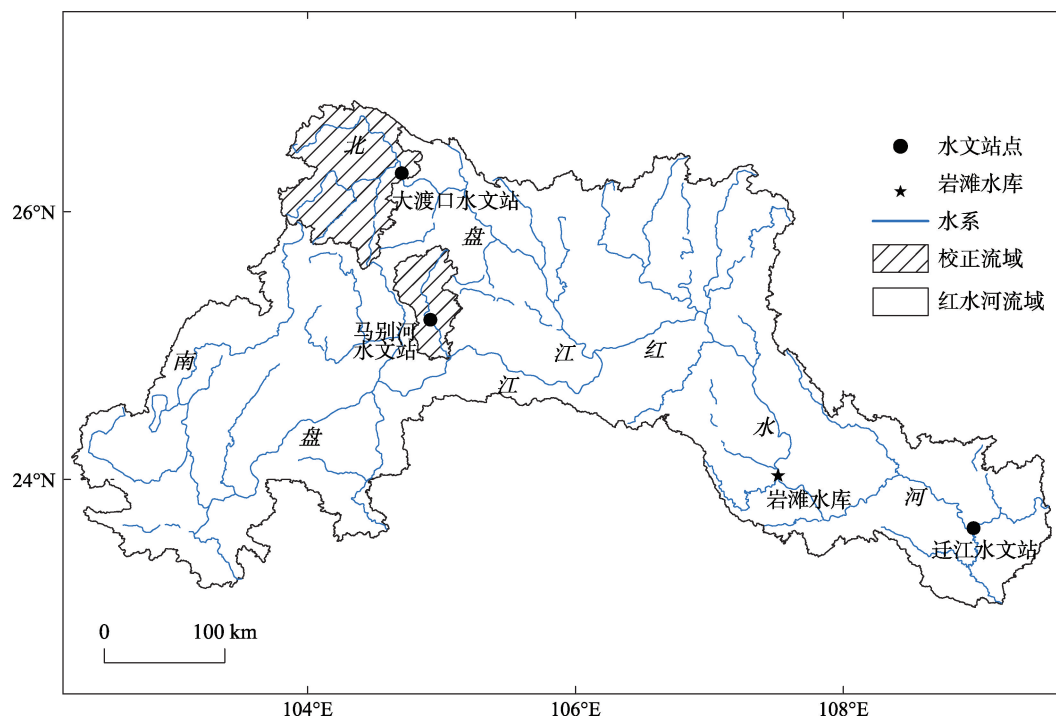 北
大渡口水文站
盘
马别河
水文站
南
江
红
江
盘
水
岩滩水库
河
迁江水文站
水文站点
岩滩水库
水系
校正流域
红水河流域
26°N
24°N
0 100 km
104°E 106°E 108°E